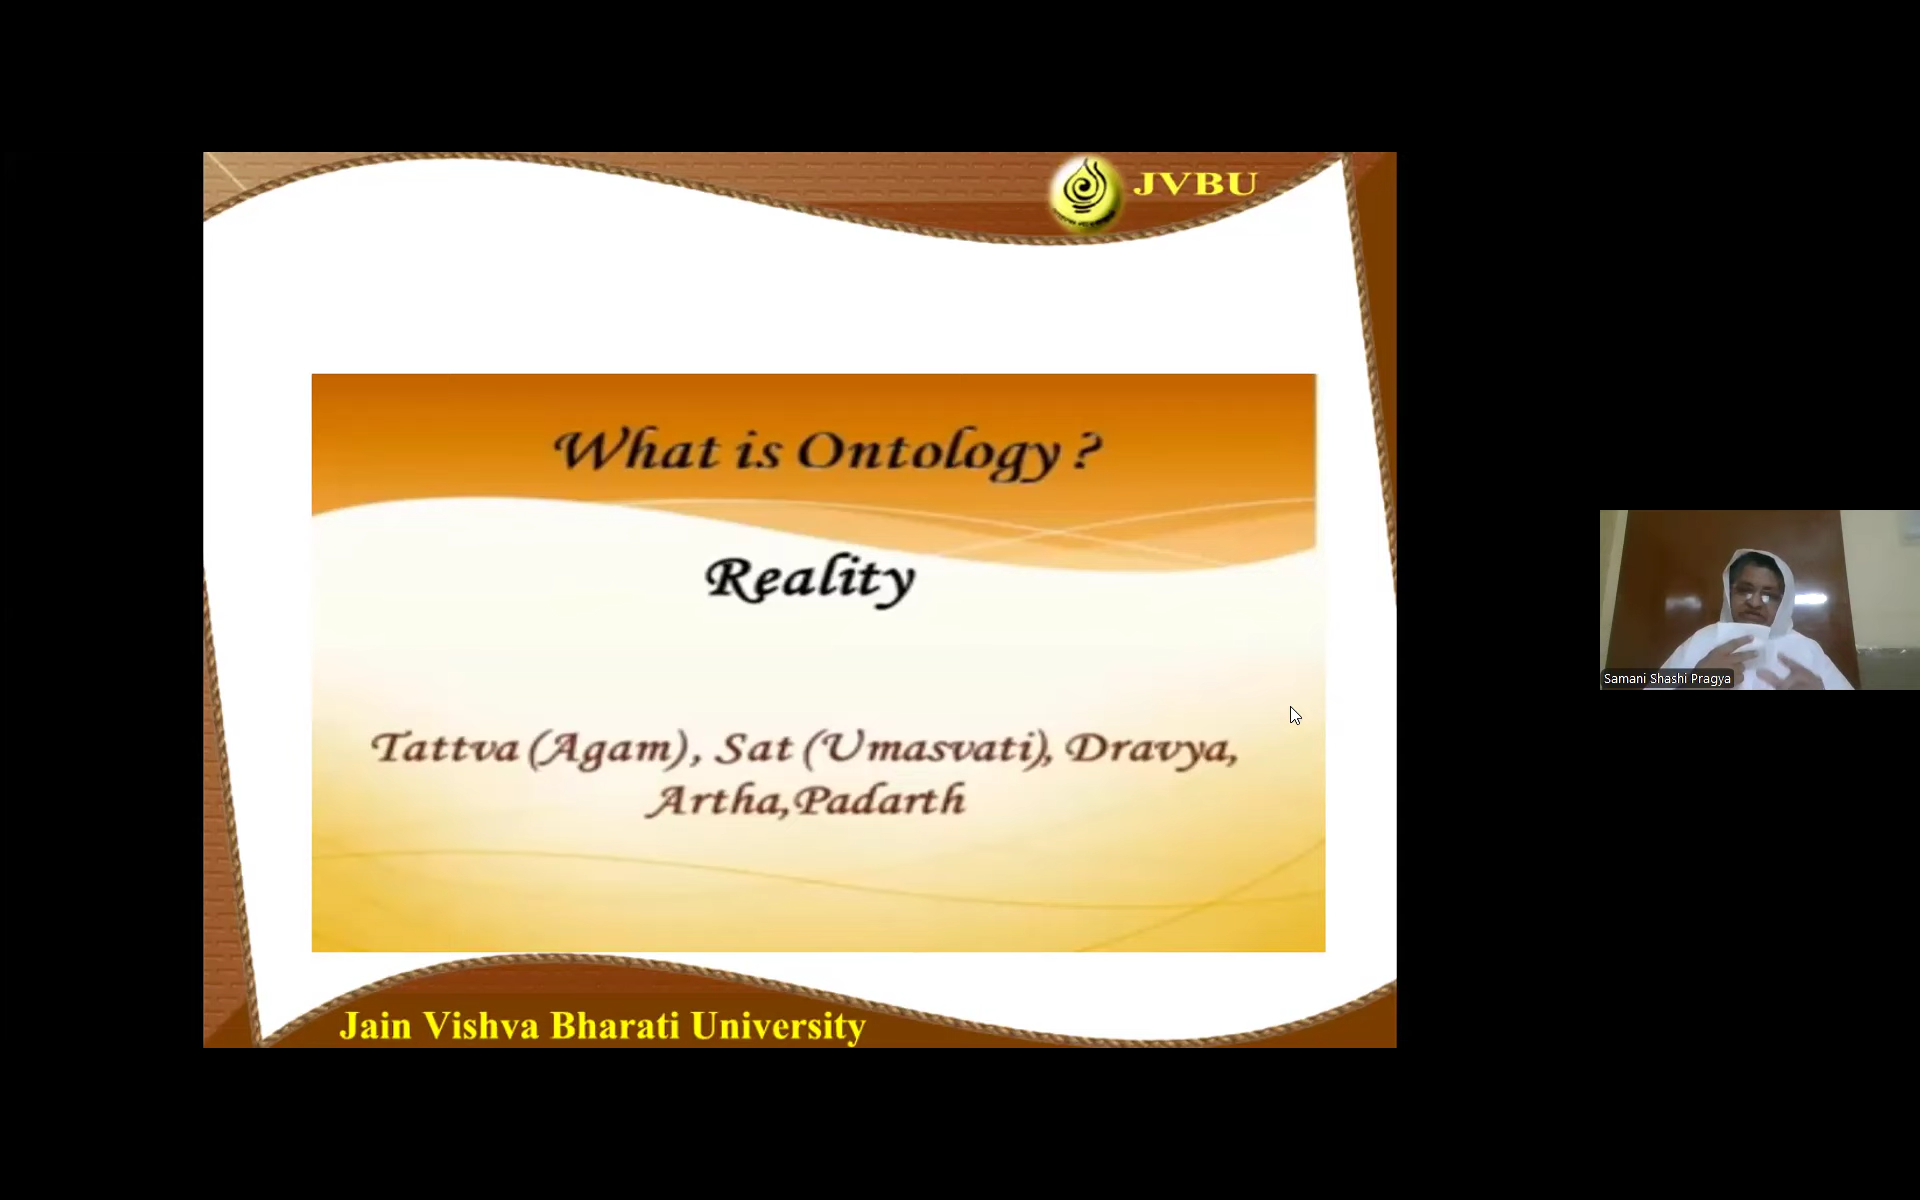 JVBU
What is Ontology ?
Reality
Tattva (Agam), Sat (Umasvati), Dravya,
Artha,Padarth
Jain Vishva Bharati University
Samani Shashi Pragya